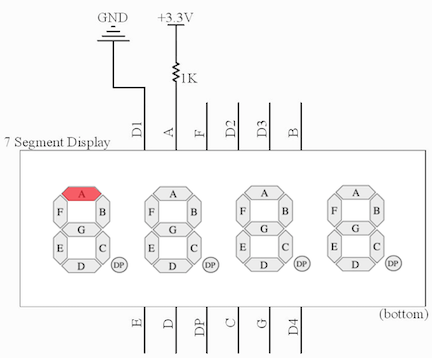 GND +3.3V
1K
D1 A F D2 D3 B
7 Segment Display
A A A A
F B F B F B F B
G G G G
E C E C E C E C
D DP D DP D DP D DP
(bottom)
E D DP C G D4